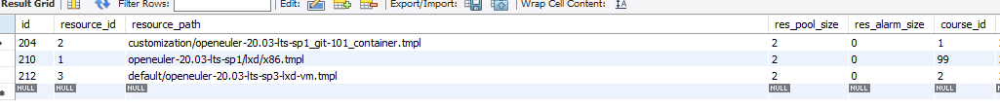 Result Grid Filter Rows: Edit: Export/Import: Wrap Cell Content:
id resource_id resource_path res_pool_size res_alarm_size course_id
204 2 customization/openeuler-20.03-lts-sp1_git-101_container.tmpl 2 0 1
210 1 openeuler-20.03-lts-sp1/lxd/x86.tmpl 2 0 99
212 3 default/openeuler-20.03-lts-sp3-lxd-vm.tmpl 2 0 2
NULL NULL NULL NULL NULL NULL